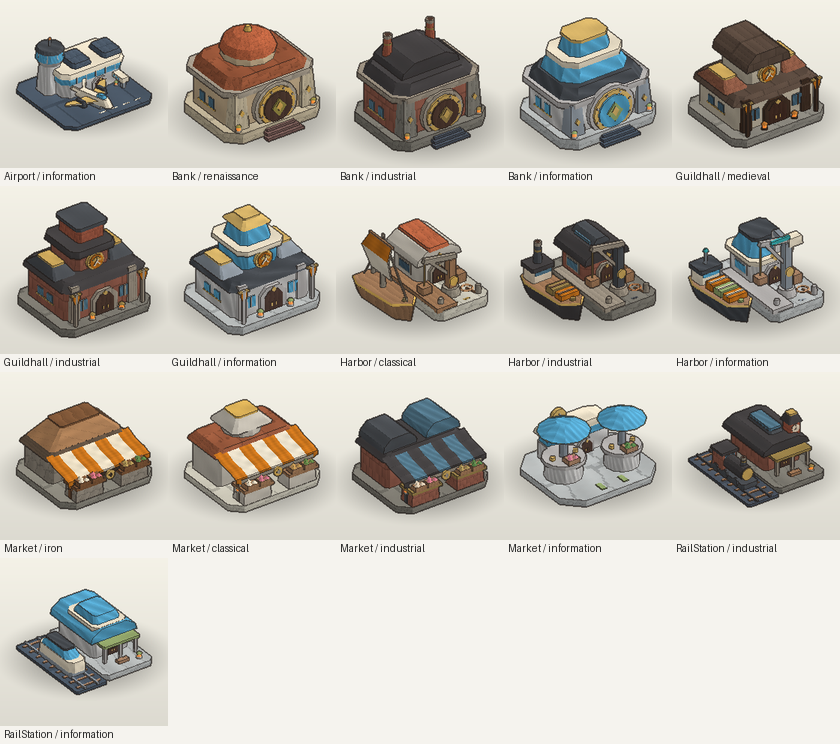 Airport / information
Bank / renaissance
Bank / industrial
Bank / information
Guildhall / medieval
Guildhall / industrial
Guildhall / information
Harbor / classical
Harbor / industrial
Harbor / information
Market / iron
Market / classical
Market / industrial
Market / information
RailStation / industrial
RailStation / information